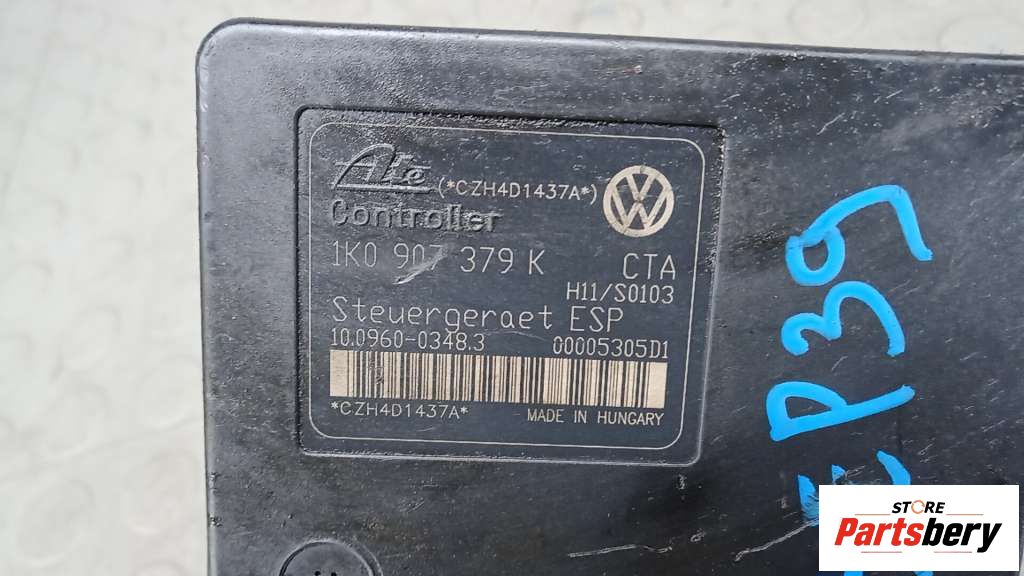 Ate (*CZH4D1437A*)
Controller
1K0 907 379 K CTA
H11/S0103
Steuergeraet ESP
10.0960-0348.3 00005305D1
*CZH4D1437A* MADE IN HUNGARY
EP39
STORE
Partsbery